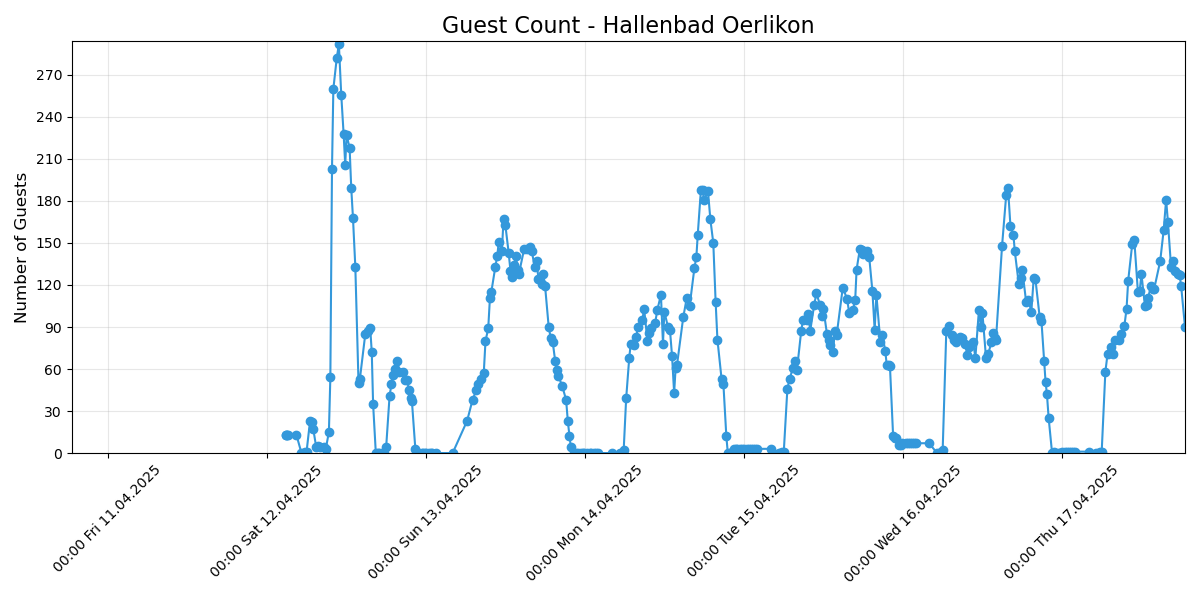 Guest Count - Hallenbad Oerlikon
Number of Guests
270
240
210
180
150
120
90
60
30
0
00:00 Fri 11.04.2025
00:00 Sat 12.04.2025
00:00 Sun 13.04.2025
00:00 Mon 14.04.2025
00:00 Tue 15.04.2025
00:00 Wed 16.04.2025
00:00 Thu 17.04.2025